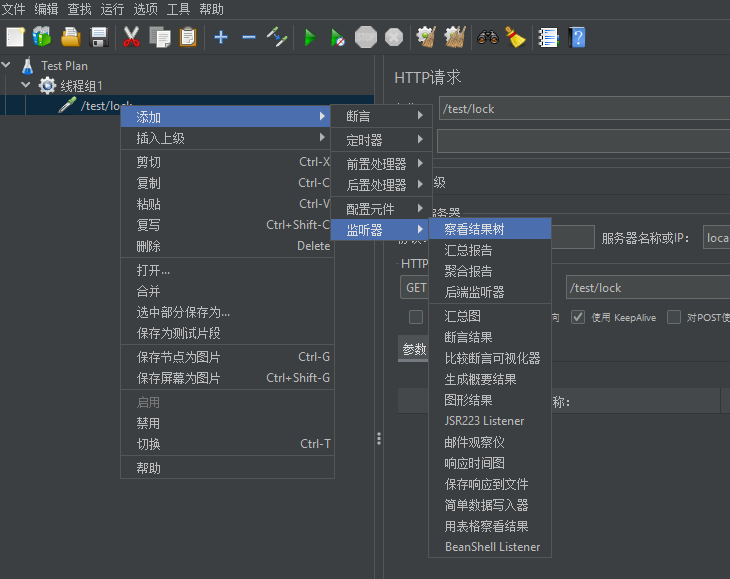 文件 编辑 查找 运行 选项 工具 帮助
Test Plan
线程组1
/test/lock
HTTP请求
/test/lock
级
服务器
服务器名称或IP: loca
HTTP
GET /test/lock
使用 KeepAlive 对POST使
参数
称:
添加
插入上级
剪切 Ctrl-X
复制 Ctrl-C
粘贴 Ctrl-V
复写 Ctrl+Shift-C
删除 Delete
打开...
合并
选中部分保存为...
保存为测试片段
保存节点为图片 Ctrl-G
保存屏幕为图片 Ctrl+Shift-G
启用
禁用
切换 Ctrl-T
帮助
断言
定时器
前置处理器
后置处理器
配置元件
监听器
察看结果树
汇总报告
聚合报告
后端监听器
汇总图
断言结果
比较断言可视化器
生成概要结果
图形结果
JSR223 Listener
邮件观察仪
响应时间图
保存响应到文件
简单数据写入器
用表格察看结果
BeanShell Listener